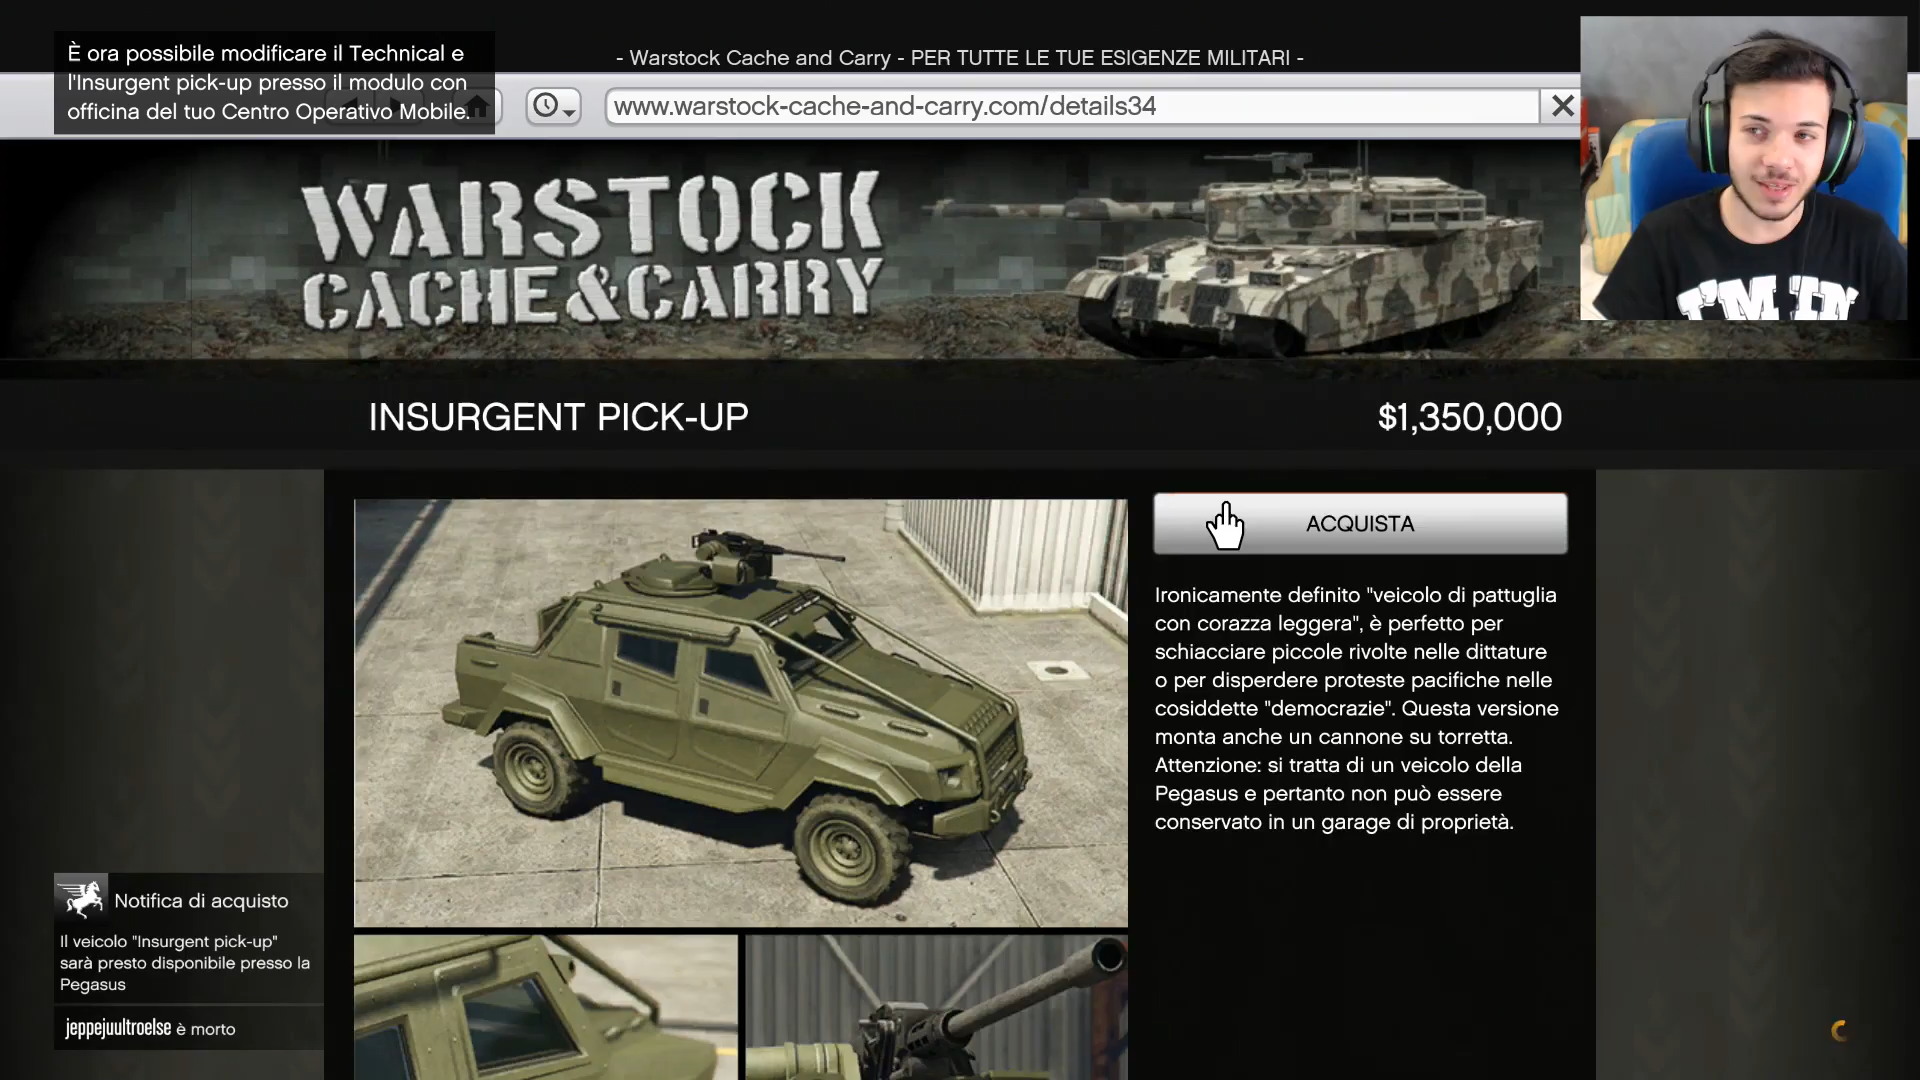 È ora possibile modificare il Technical e
l'Insurgent pick-up presso il modulo con
officina del tuo Centro Operativo Mobile.
- Warstock Cache and Carry - PER TUTTE LE TUE ESIGENZE MILITARI -
www.warstock-cache-and-carry.com/details34
WARSTOCK
CACHE & CARRY
I'M IN
INSURGENT PICK-UP
$1,350,000
ACQUISTA
Ironicamente definito "veicolo di pattuglia
con corazza leggera", è perfetto per
schiacciare piccole rivolte nelle dittature
o per disperdere proteste pacifiche nelle
cosiddette "democrazie". Questa versione
monta anche un cannone su torretta.
Attenzione: si tratta di un veicolo della
Pegasus e pertanto non può essere
conservato in un garage di proprietà.
Notifica di acquisto
Il veicolo "Insurgent pick-up"
sarà presto disponibile presso la
Pegasus
jeppejuultroelse è morto